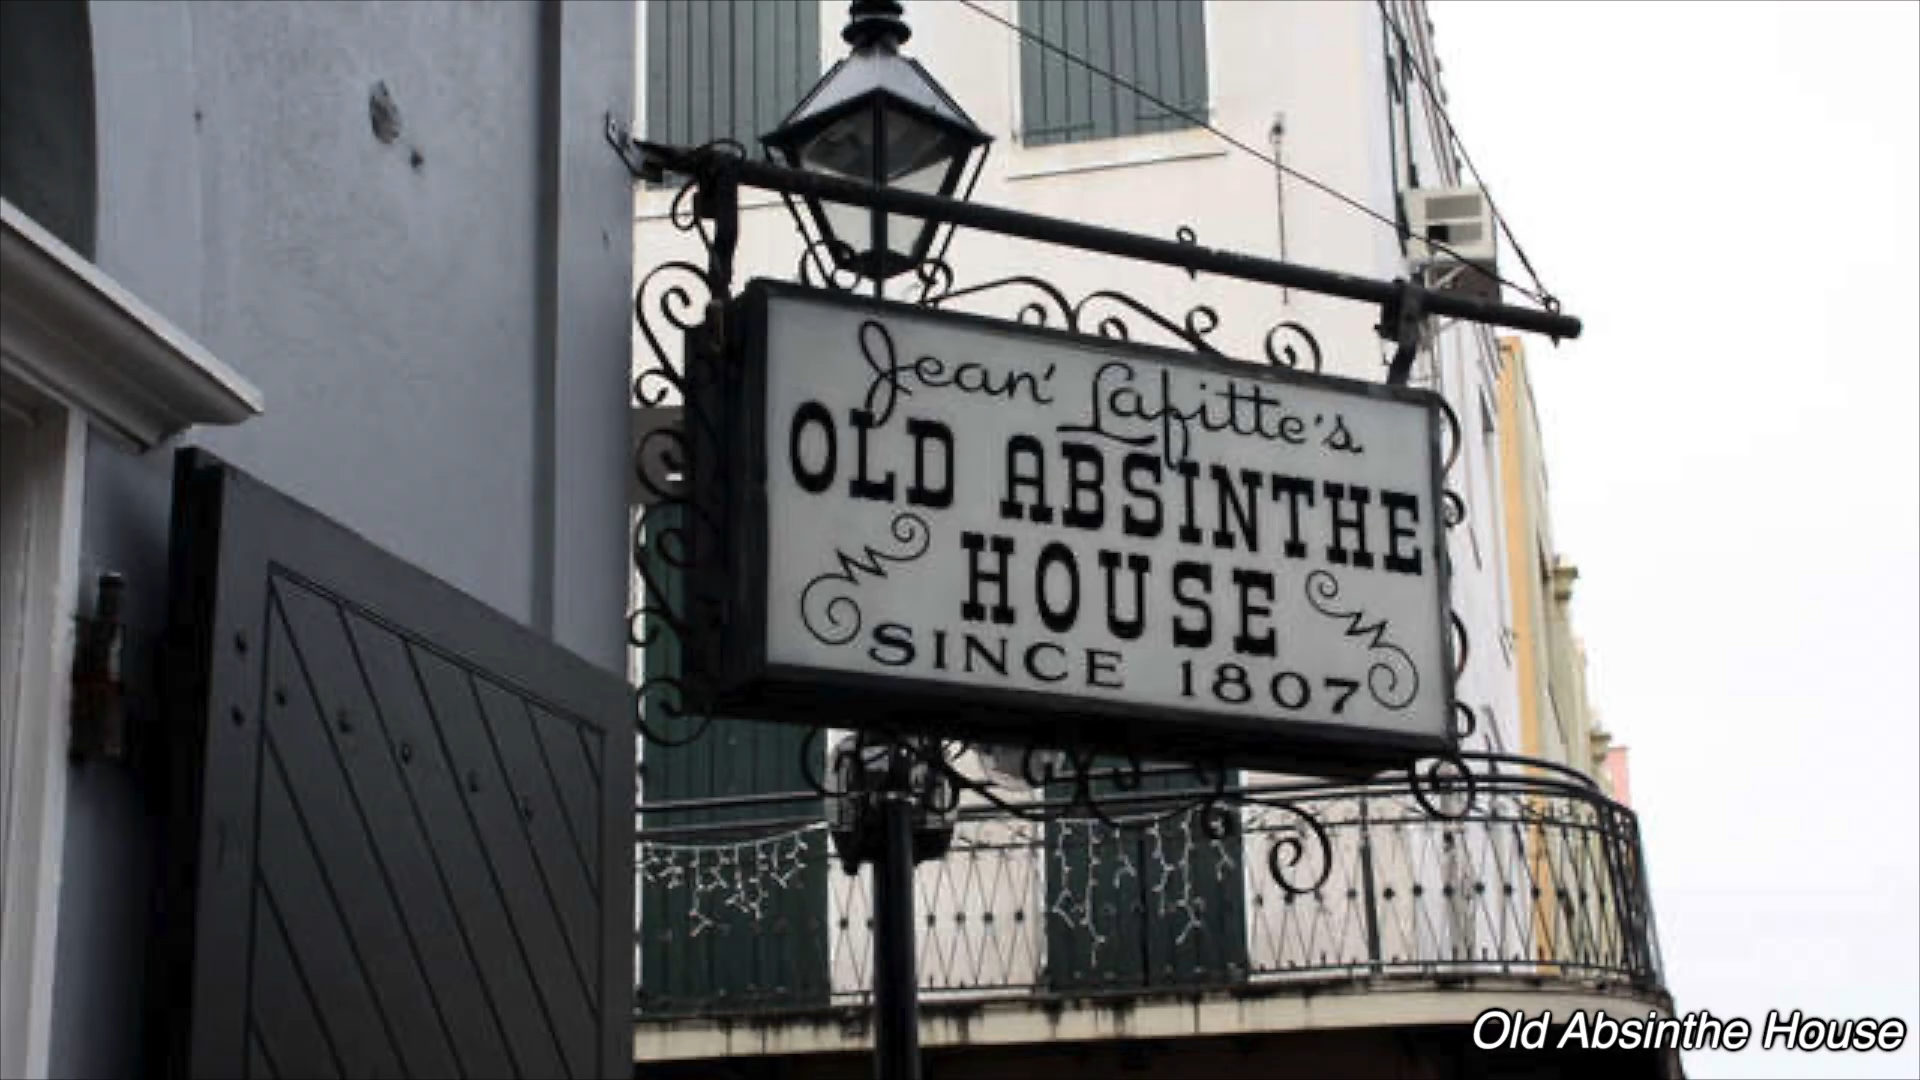 Jean' Lafitte's
OLD ABSINTHE
HOUSE
SINCE 1807
Old Absinthe House